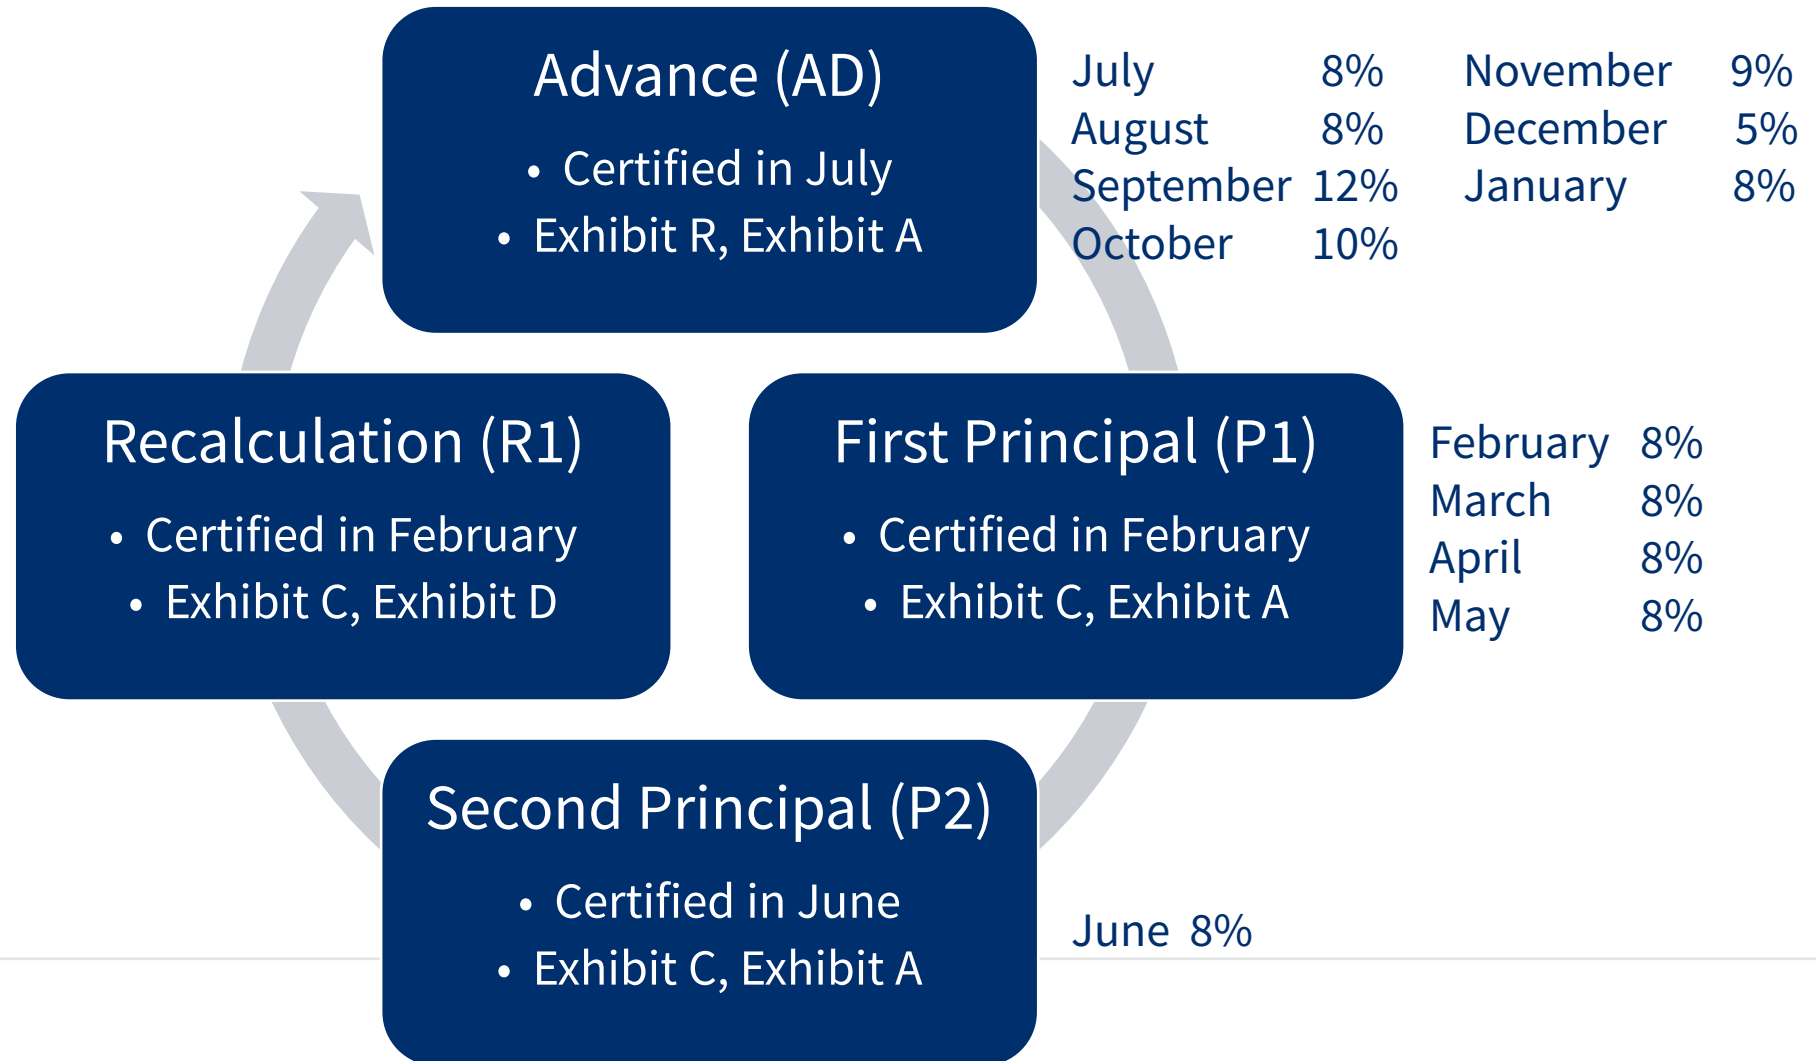 Advance (AD)
• Certified in July
• Exhibit R, Exhibit A
July 8% November 9%
August 8% December 5%
September 12% January 8%
October 10%
Recalculation (R1)
• Certified in February
• Exhibit C, Exhibit D
First Principal (P1)
• Certified in February
• Exhibit C, Exhibit A
February 8%
March 8%
April 8%
May 8%
Second Principal (P2)
• Certified in June
• Exhibit C, Exhibit A
June 8%